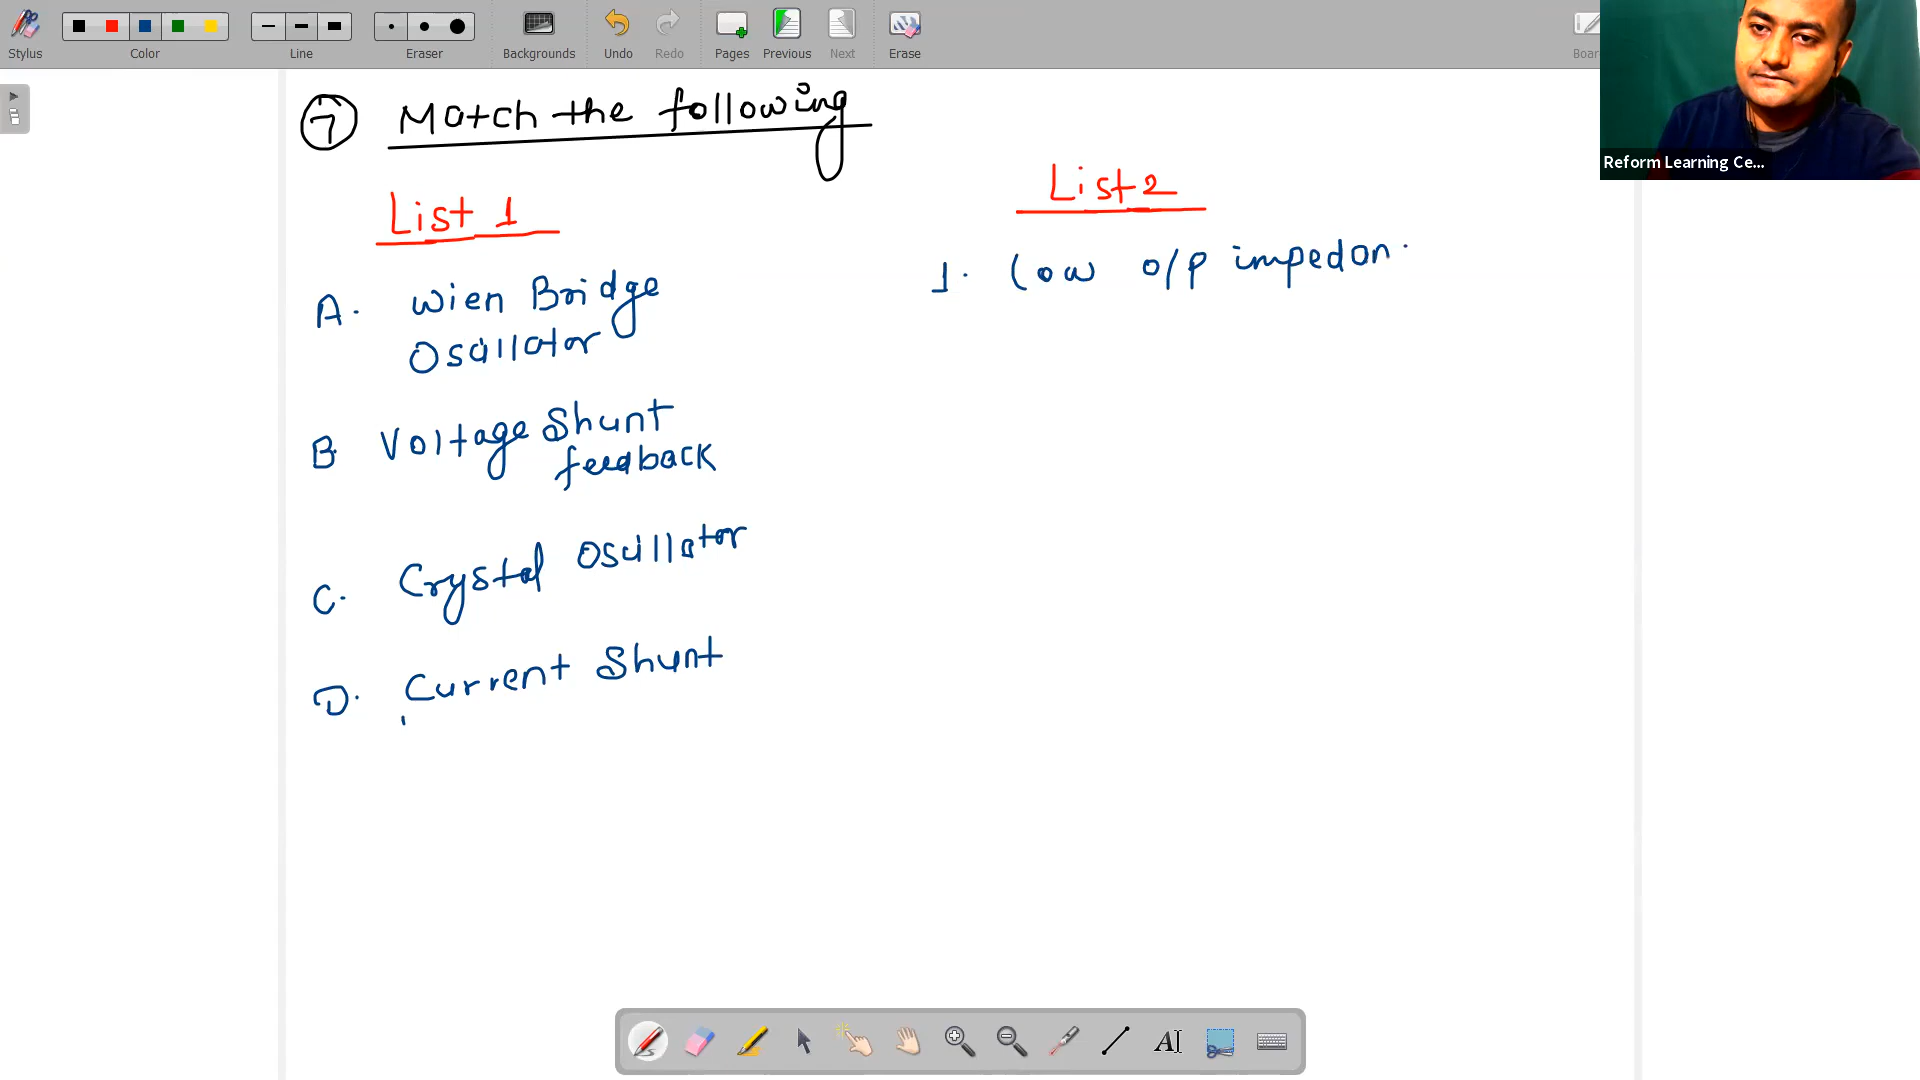 Stylus
Color
Line
Eraser
Backgrounds
Undo
Redo
Pages
Previous
Next
Erase
Boar
Reform Learning Ce...
7 Match the following
List 1
List 2
A. Wien Bridge
Oscillator
1. Low o/p impedan
B. Voltage Shunt
feedback
C. Crystal Oscillator
D. Current Shunt